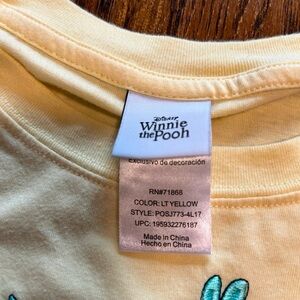 Disney
Winnie
the Pooh
Exclusivo de decoración
RN#71868
COLOR: LT YELLOW
STYLE: POSJ773-4L17
UPC: 195932276187
Made in China
Hecho en China